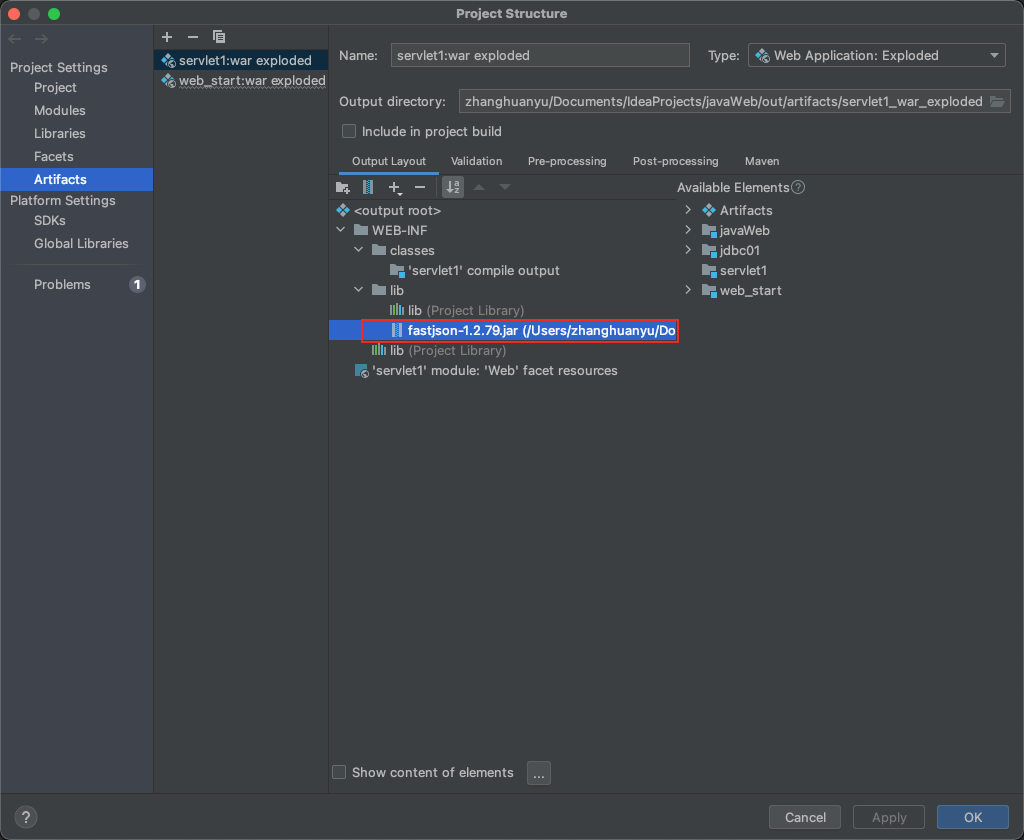 Project Structure
Project Settings
Project
Modules
Libraries
Facets
Artifacts
Platform Settings
SDKs
Global Libraries
Problems 1
servlet1:war exploded
web_start:war exploded
Name: servlet1:war exploded Type: Web Application: Exploded
Output directory: zhanghuanyu/Documents/IdeaProjects/javaWeb/out/artifacts/servlet1_war_exploded
Include in project build
Output Layout Validation Pre-processing Post-processing Maven
Available Elements ?
<output root>
WEB-INF
classes
'servlet1' compile output
lib
lib (Project Library)
fastjson-1.2.79.jar (/Users/zhanghuanyu/Do
lib (Project Library)
'servlet1' module: 'Web' facet resources
Artifacts
javaWeb
jdbc01
servlet1
web_start
Show content of elements ...
? Cancel Apply OK